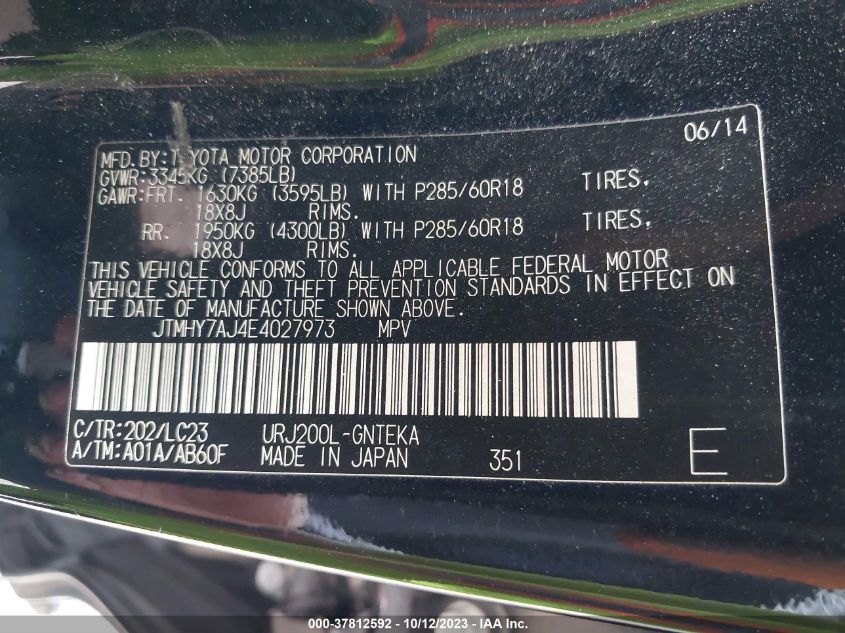 06/14
MFD.BY:T YOTA MOTOR CORPORATION
GVWR:3345KG (7385LB)
GAWR:FRT. 1630KG (3595LB) WITH P285/60R18 TIRES,
18X8J RIMS.
RR. 1950KG (4300LB) WITH P285/60R18 TIRES,
18X8J RIMS.
THIS VEHICLE CONFORMS TO ALL APPLICABLE FEDERAL MOTOR
VEHICLE SAFETY AND THEFT PREVENTION STANDARDS IN EFFECT ON
THE DATE OF MANUFACTURE SHOWN ABOVE.
JTMHY7AJ4E4027973 MPV
C/TR:202/LC23 URJ200L-GNTEKA
A/TM:A01A/AB60F MADE IN JAPAN 351 E
000-37812592 - 10/12/2023 - IAA Inc.